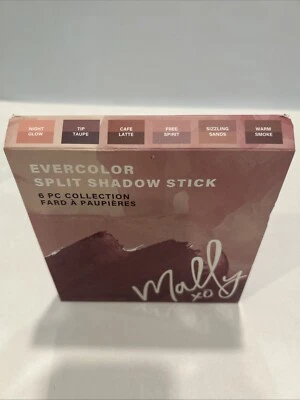 NIGHT GLOW
TIP TAUPE
CAFE LATTE
FREE SPIRIT
SIZZLING SANDS
WARM SMOKE
EVERCOLOR
SPLIT SHADOW STICK
6 PC COLLECTION
FARD À PAUPIÈRES
Mally
XO